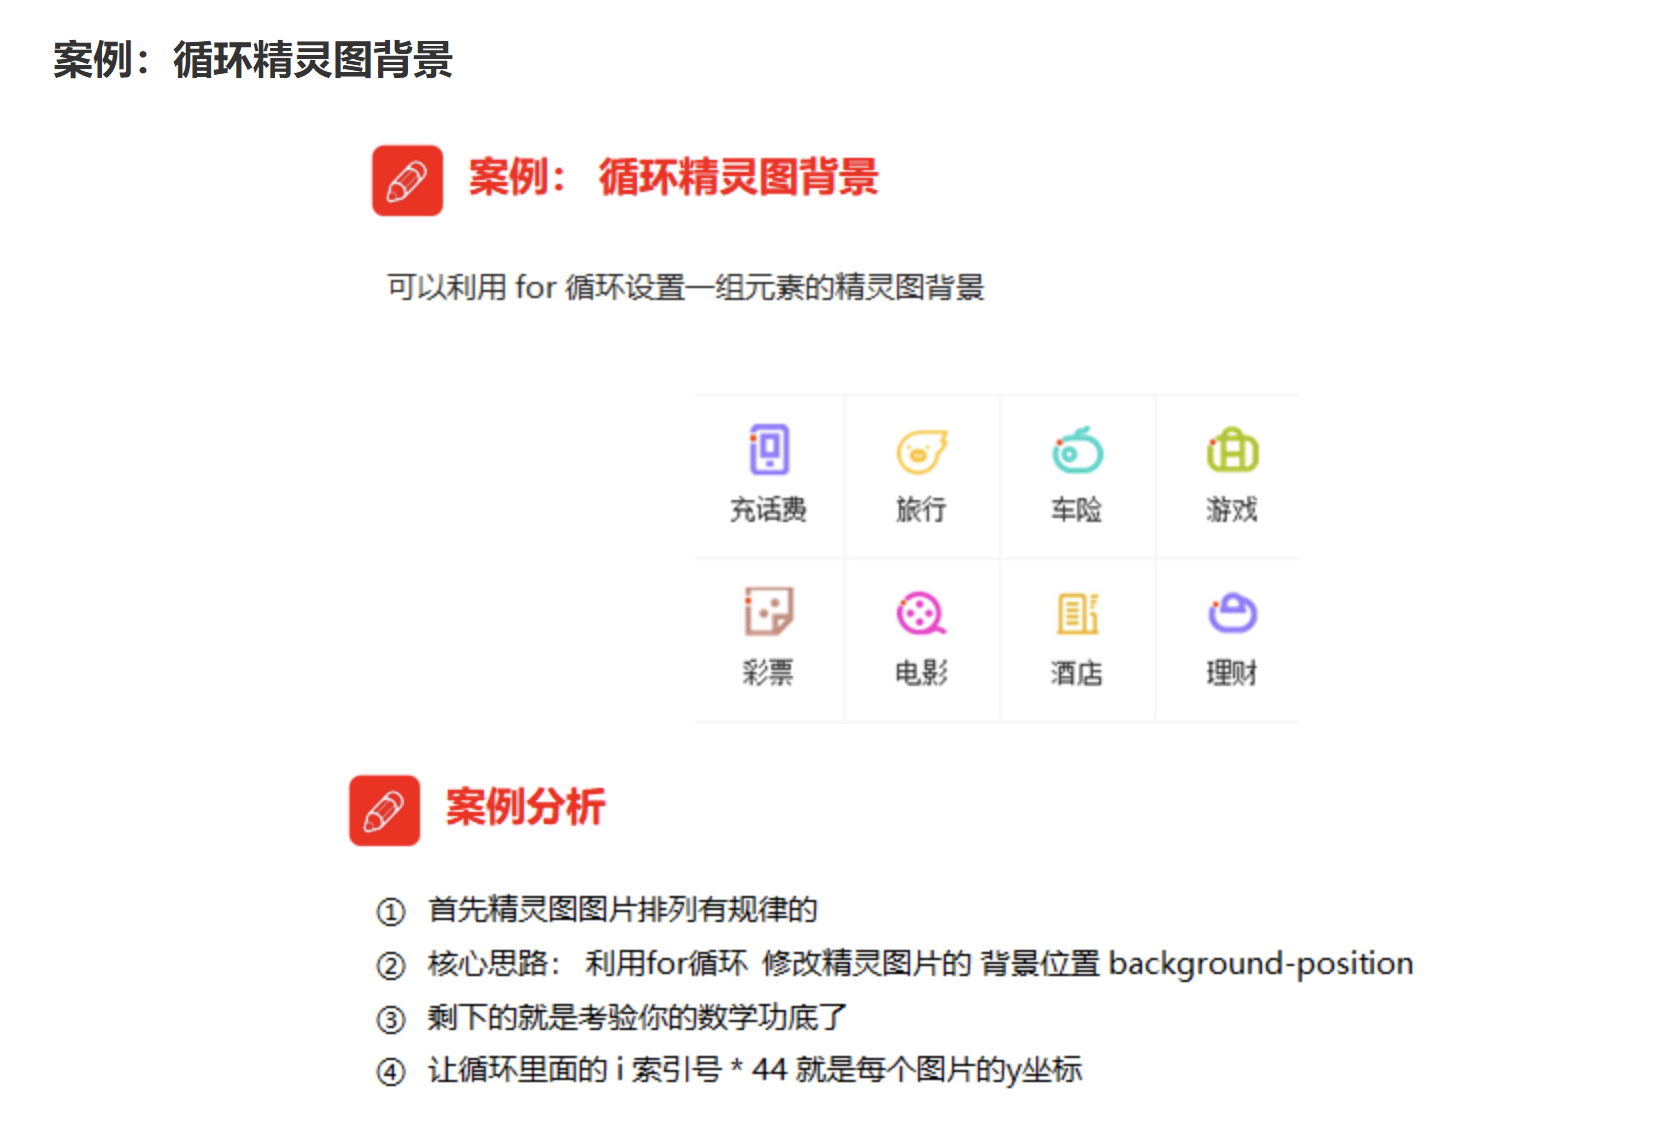 案例：循环精灵图背景
案例： 循环精灵图背景
可以利用 for 循环设置一组元素的精灵图背景
充话费 旅行 车险 游戏
彩票 电影 酒店 理财
案例分析
① 首先精灵图图片排列有规律的
② 核心思路： 利用for循环 修改精灵图片的 背景位置 background-position
③ 剩下的就是考验你的数学功底了
④ 让循环里面的 i 索引号 * 44 就是每个图片的y坐标